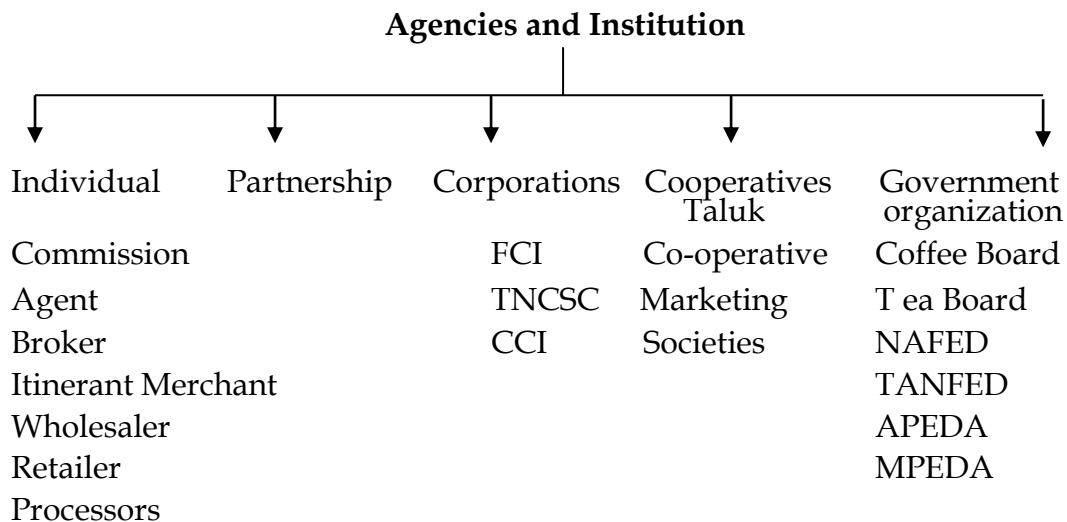 Agencies and Institution
Individual Partnership Corporations Cooperatives Government
Taluk organization
Commission FCI Co-operative Coffee Board
Agent TNCSC Marketing T ea Board
Broker CCI Societies NAFED
Itinerant Merchant TANFED
Wholesaler APEDA
Retailer MPEDA
Processors